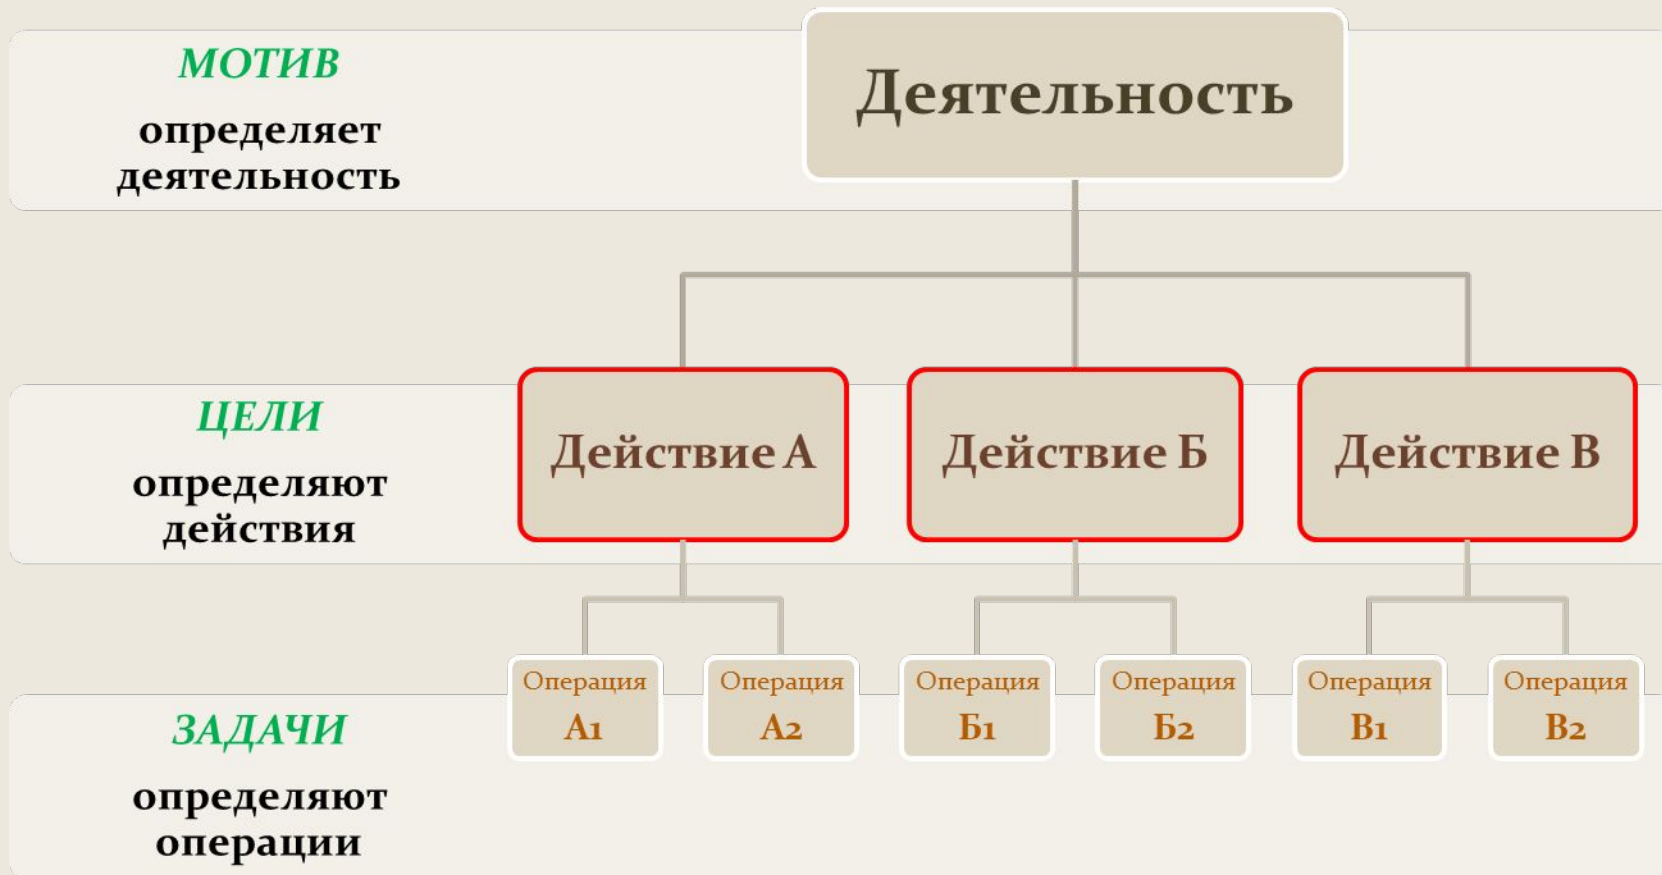 МОТИВ
определяет
деятельность
Деятельность
ЦЕЛИ
определяют
действия
Действие А
Действие Б
Действие В
ЗАДАЧИ
определяют
операции
Операция
А1
Операция
А2
Операция
Б1
Операция
Б2
Операция
В1
Операция
В2